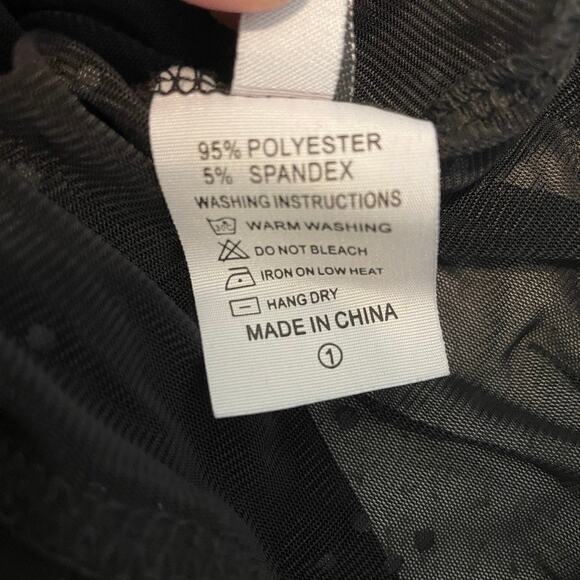 95% POLYESTER
5% SPANDEX
WASHING INSTRUCTIONS
30C WARM WASHING
DO NOT BLEACH
IRON ON LOW HEAT
HANG DRY
MADE IN CHINA
1